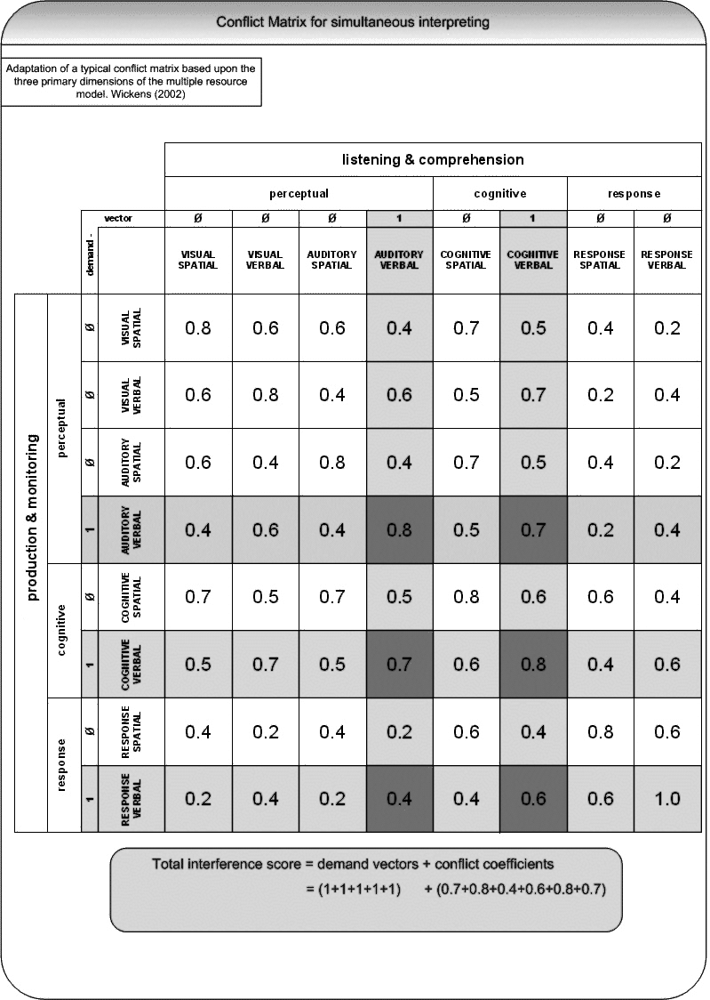 Conflict Matrix for simultaneous interpreting
Adaptation of a typical conflict matrix based upon the
three primary dimensions of the multiple resource
model. Wickens (2002)
listening & comprehension
perceptual cognitive response
vector Ø Ø Ø 1 Ø 1 Ø Ø
demand -
VISUAL VISUAL AUDITORY AUDITORY COGNITIVE COGNITIVE RESPONSE RESPONSE
SPATIAL VERBAL SPATIAL VERBAL SPATIAL VERBAL SPATIAL VERBAL
production & monitoring
perceptual
Ø VISUAL SPATIAL 0.8 0.6 0.6 0.4 0.7 0.5 0.4 0.2
Ø VISUAL VERBAL 0.6 0.8 0.4 0.6 0.5 0.7 0.2 0.4
Ø AUDITORY SPATIAL 0.6 0.4 0.8 0.4 0.7 0.5 0.4 0.2
1 AUDITORY VERBAL 0.4 0.6 0.4 0.8 0.5 0.7 0.2 0.4
cognitive
Ø COGNITIVE SPATIAL 0.7 0.5 0.7 0.5 0.8 0.6 0.6 0.4
1 COGNITIVE VERBAL 0.5 0.7 0.5 0.7 0.6 0.8 0.4 0.6
response
Ø RESPONSE SPATIAL 0.4 0.2 0.4 0.2 0.6 0.4 0.8 0.6
1 RESPONSE VERBAL 0.2 0.4 0.2 0.4 0.4 0.6 0.6 1.0
Total interference score = demand vectors + conflict coefficients
= (1+1+1+1+1) + (0.7+0.8+0.4+0.6+0.8+0.7)